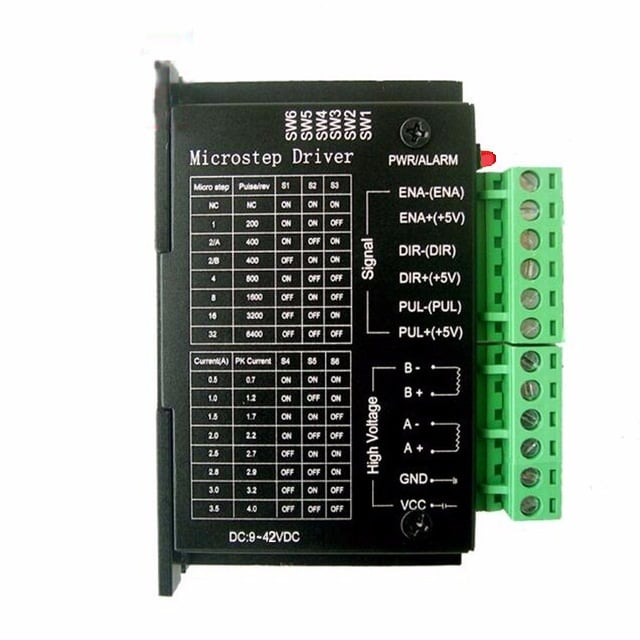 SW6
SW5
SW4
SW3
SW2
SW1
Microstep Driver
PWR/ALARM
Micro step Pulse/rev S1 S2 S3
NC NC ON ON ON
1 200 ON ON OFF
2/A 400 ON OFF ON
2/B 400 OFF ON ON
4 800 ON OFF OFF
8 1600 OFF ON OFF
16 3200 OFF OFF ON
32 6400 OFF OFF OFF
Signal
ENA-(ENA)
ENA+(+5V)
DIR-(DIR)
DIR+(+5V)
PUL-(PUL)
PUL+(+5V)
Current(A) PK Current S4 S5 S6
0.5 0.7 ON ON ON
1.0 1.2 ON OFF ON
1.5 1.7 ON ON OFF
2.0 2.2 ON OFF OFF
2.5 2.7 OFF ON ON
2.8 2.9 OFF OFF ON
3.0 3.2 OFF ON OFF
3.5 4.0 OFF OFF OFF
High Voltage
B -
B +
A -
A +
GND
VCC
DC:9~42VDC